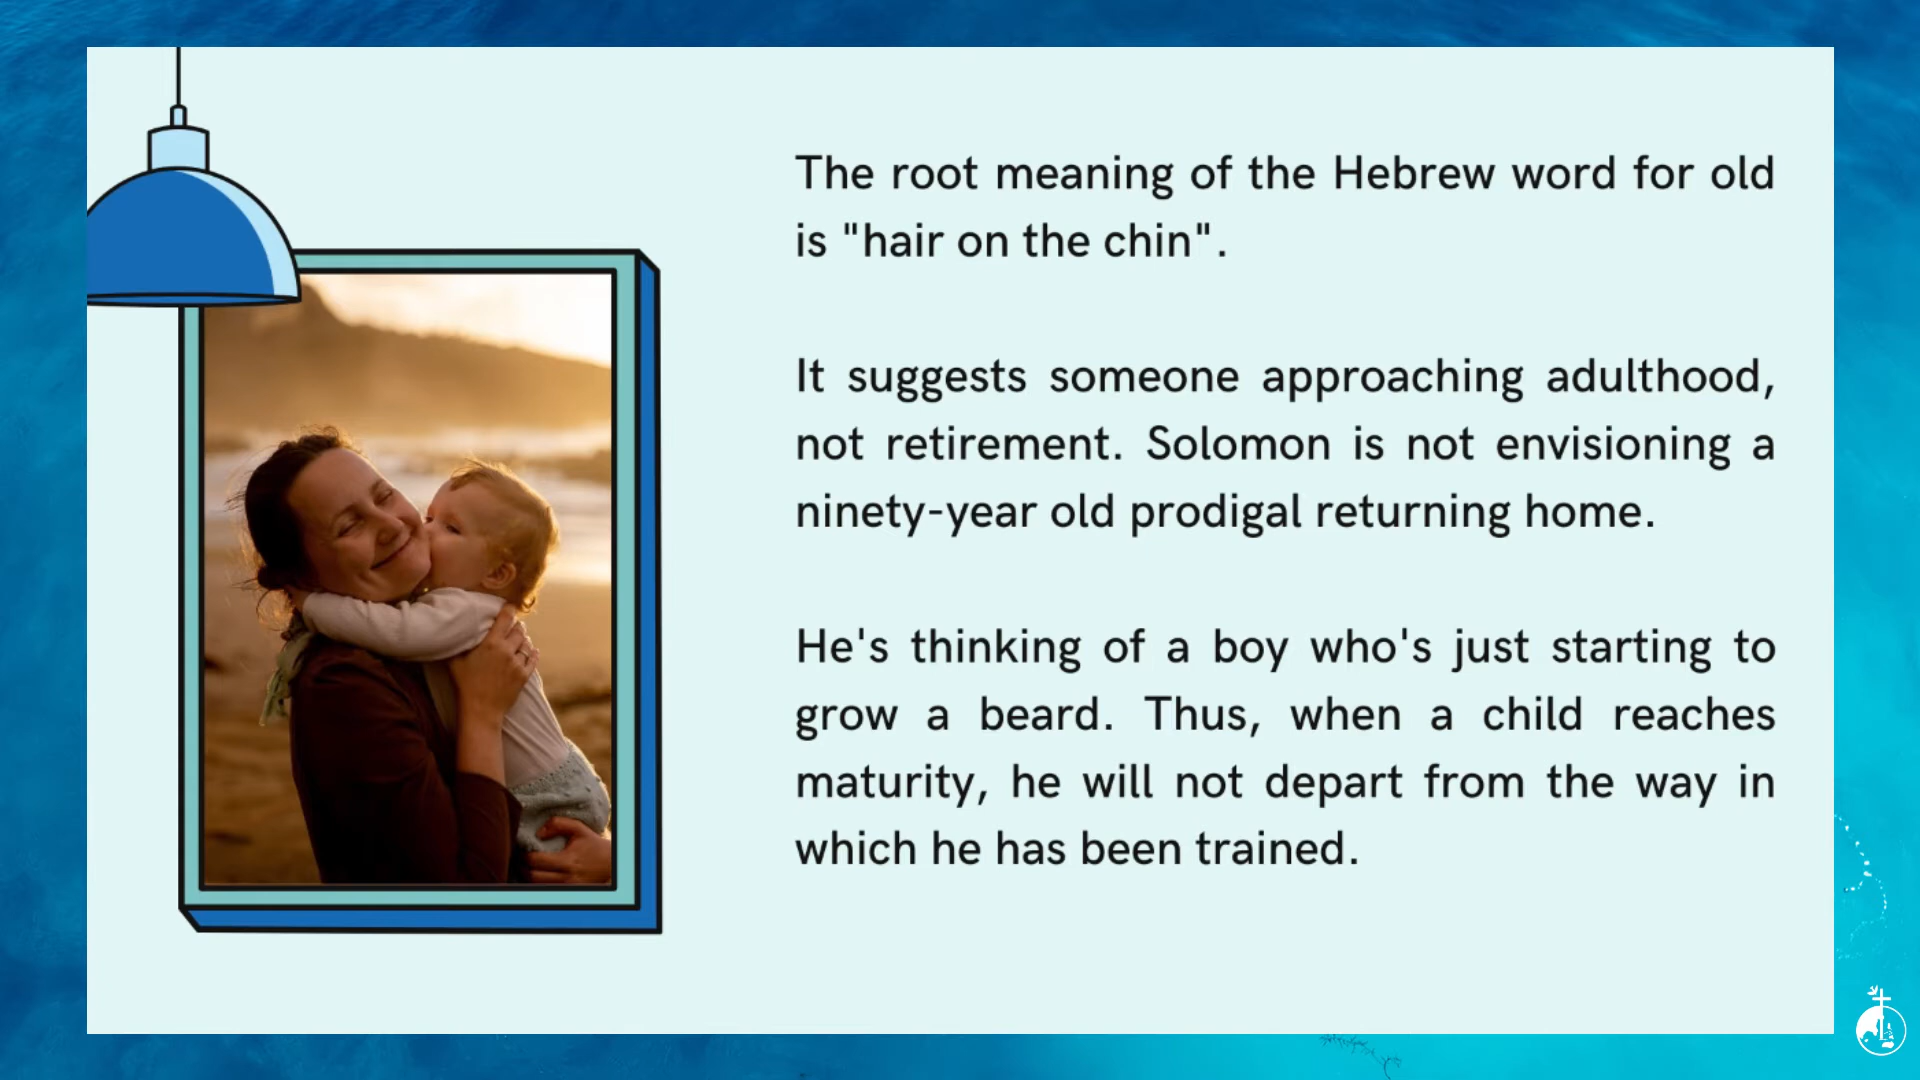 The root meaning of the Hebrew word for old
is "hair on the chin".
It suggests someone approaching adulthood,
not retirement. Solomon is not envisioning a
ninety-year old prodigal returning home.
He's thinking of a boy who's just starting to
grow a beard. Thus, when a child reaches
maturity, he will not depart from the way in
which he has been trained.